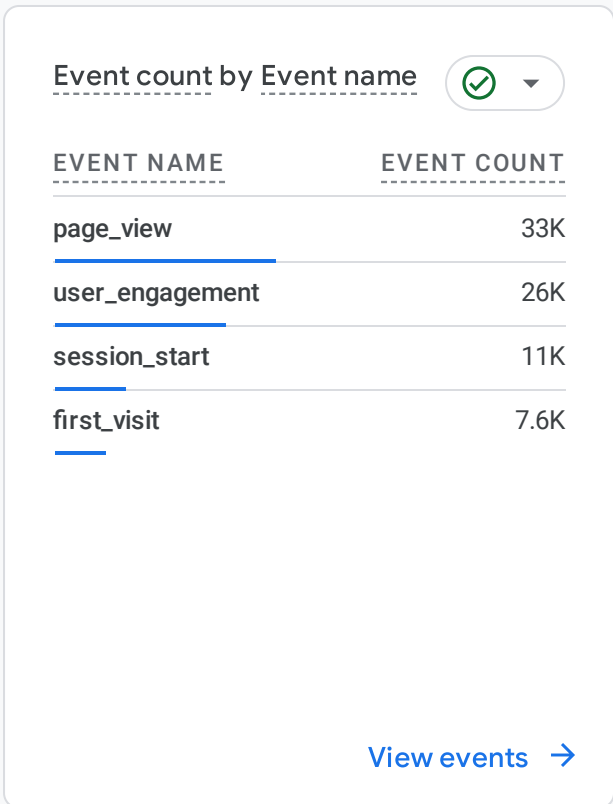 Event count by Event name
EVENT NAME EVENT COUNT
page_view 33K
user_engagement 26K
session_start 11K
first_visit 7.6K
View events